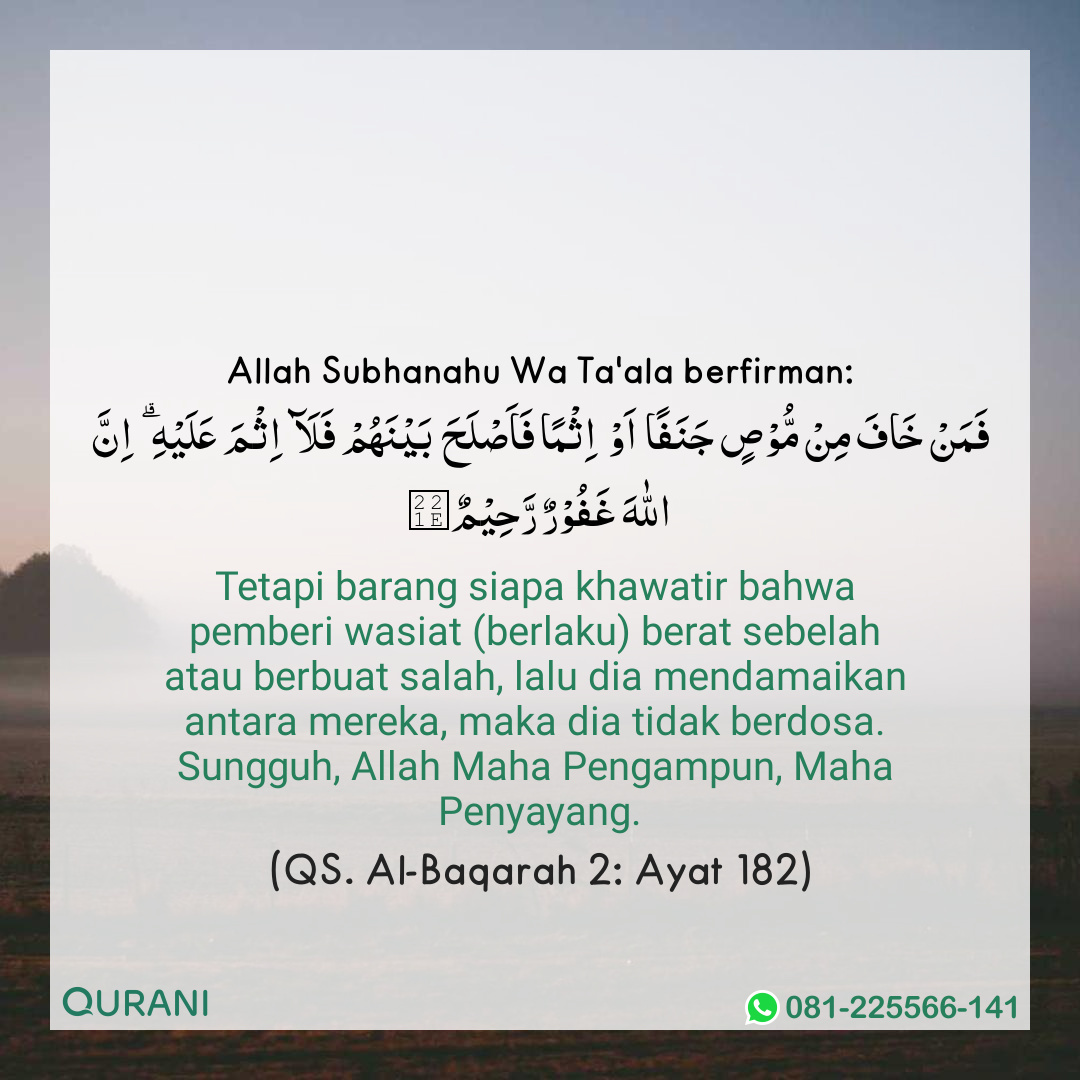 Allah Subhanahu Wa Ta'ala berfirman:
فَمَنْ خَافَ مِنْ مُّوْصٍ جَنَفًا اَوْ اِثْمًا فَاَصْلَحَ بَيْنَهُمْ فَلَاۤ اِثْمَ عَلَيْهِ ۗ اِنَّ
اللّٰهَ غَفُوْرٌ رَّحِيْمٌ∞
Tetapi barang siapa khawatir bahwa
pemberi wasiat (berlaku) berat sebelah
atau berbuat salah, lalu dia mendamaikan
antara mereka, maka dia tidak berdosa.
Sungguh, Allah Maha Pengampun, Maha
Penyayang.
(QS. Al-Baqarah 2: Ayat 182)
QURANI
081-225566-141